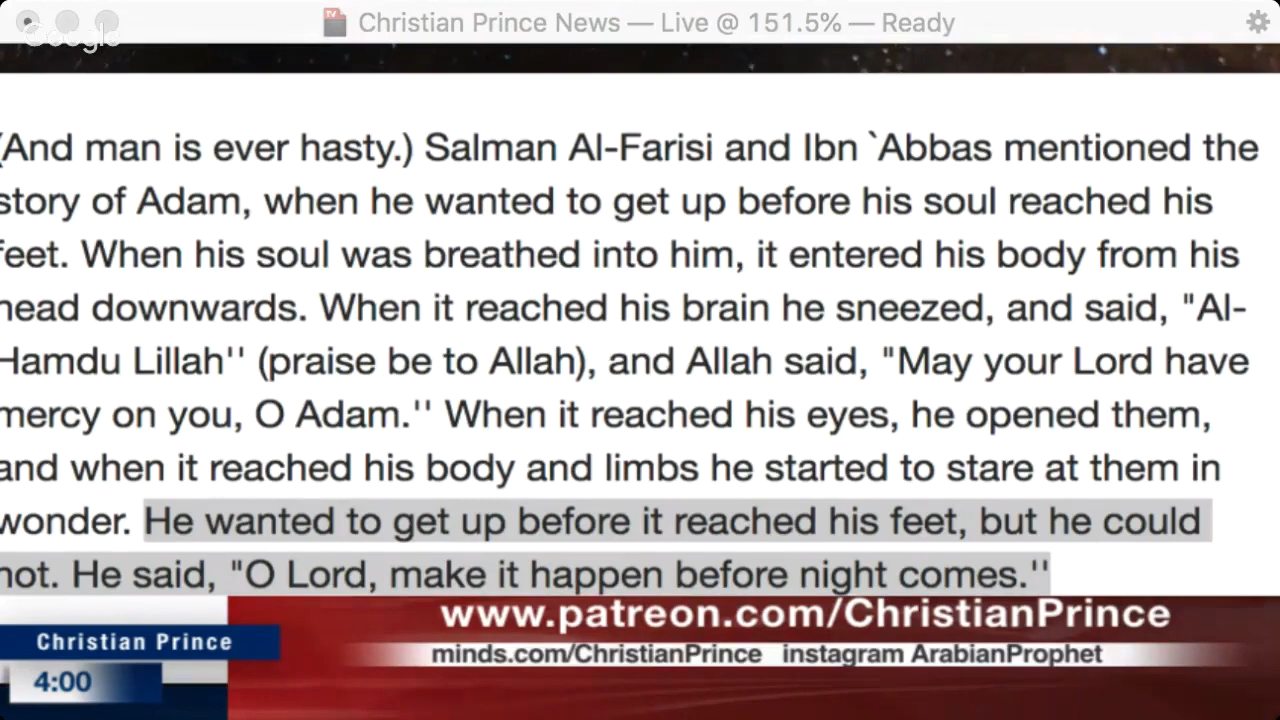 Christian Prince News — Live @ 151.5% — Ready
Google
(And man is ever hasty.) Salman Al-Farisi and Ibn `Abbas mentioned the
story of Adam, when he wanted to get up before his soul reached his
feet. When his soul was breathed into him, it entered his body from his
head downwards. When it reached his brain he sneezed, and said, "Al-
Hamdu Lillah'' (praise be to Allah), and Allah said, "May your Lord have
mercy on you, O Adam.'' When it reached his eyes, he opened them,
and when it reached his body and limbs he started to stare at them in
wonder. He wanted to get up before it reached his feet, but he could
not. He said, "O Lord, make it happen before night comes.''
www.patreon.com/ChristianPrince
Christian Prince
minds.com/ChristianPrince instagram ArabianProphet
4:00